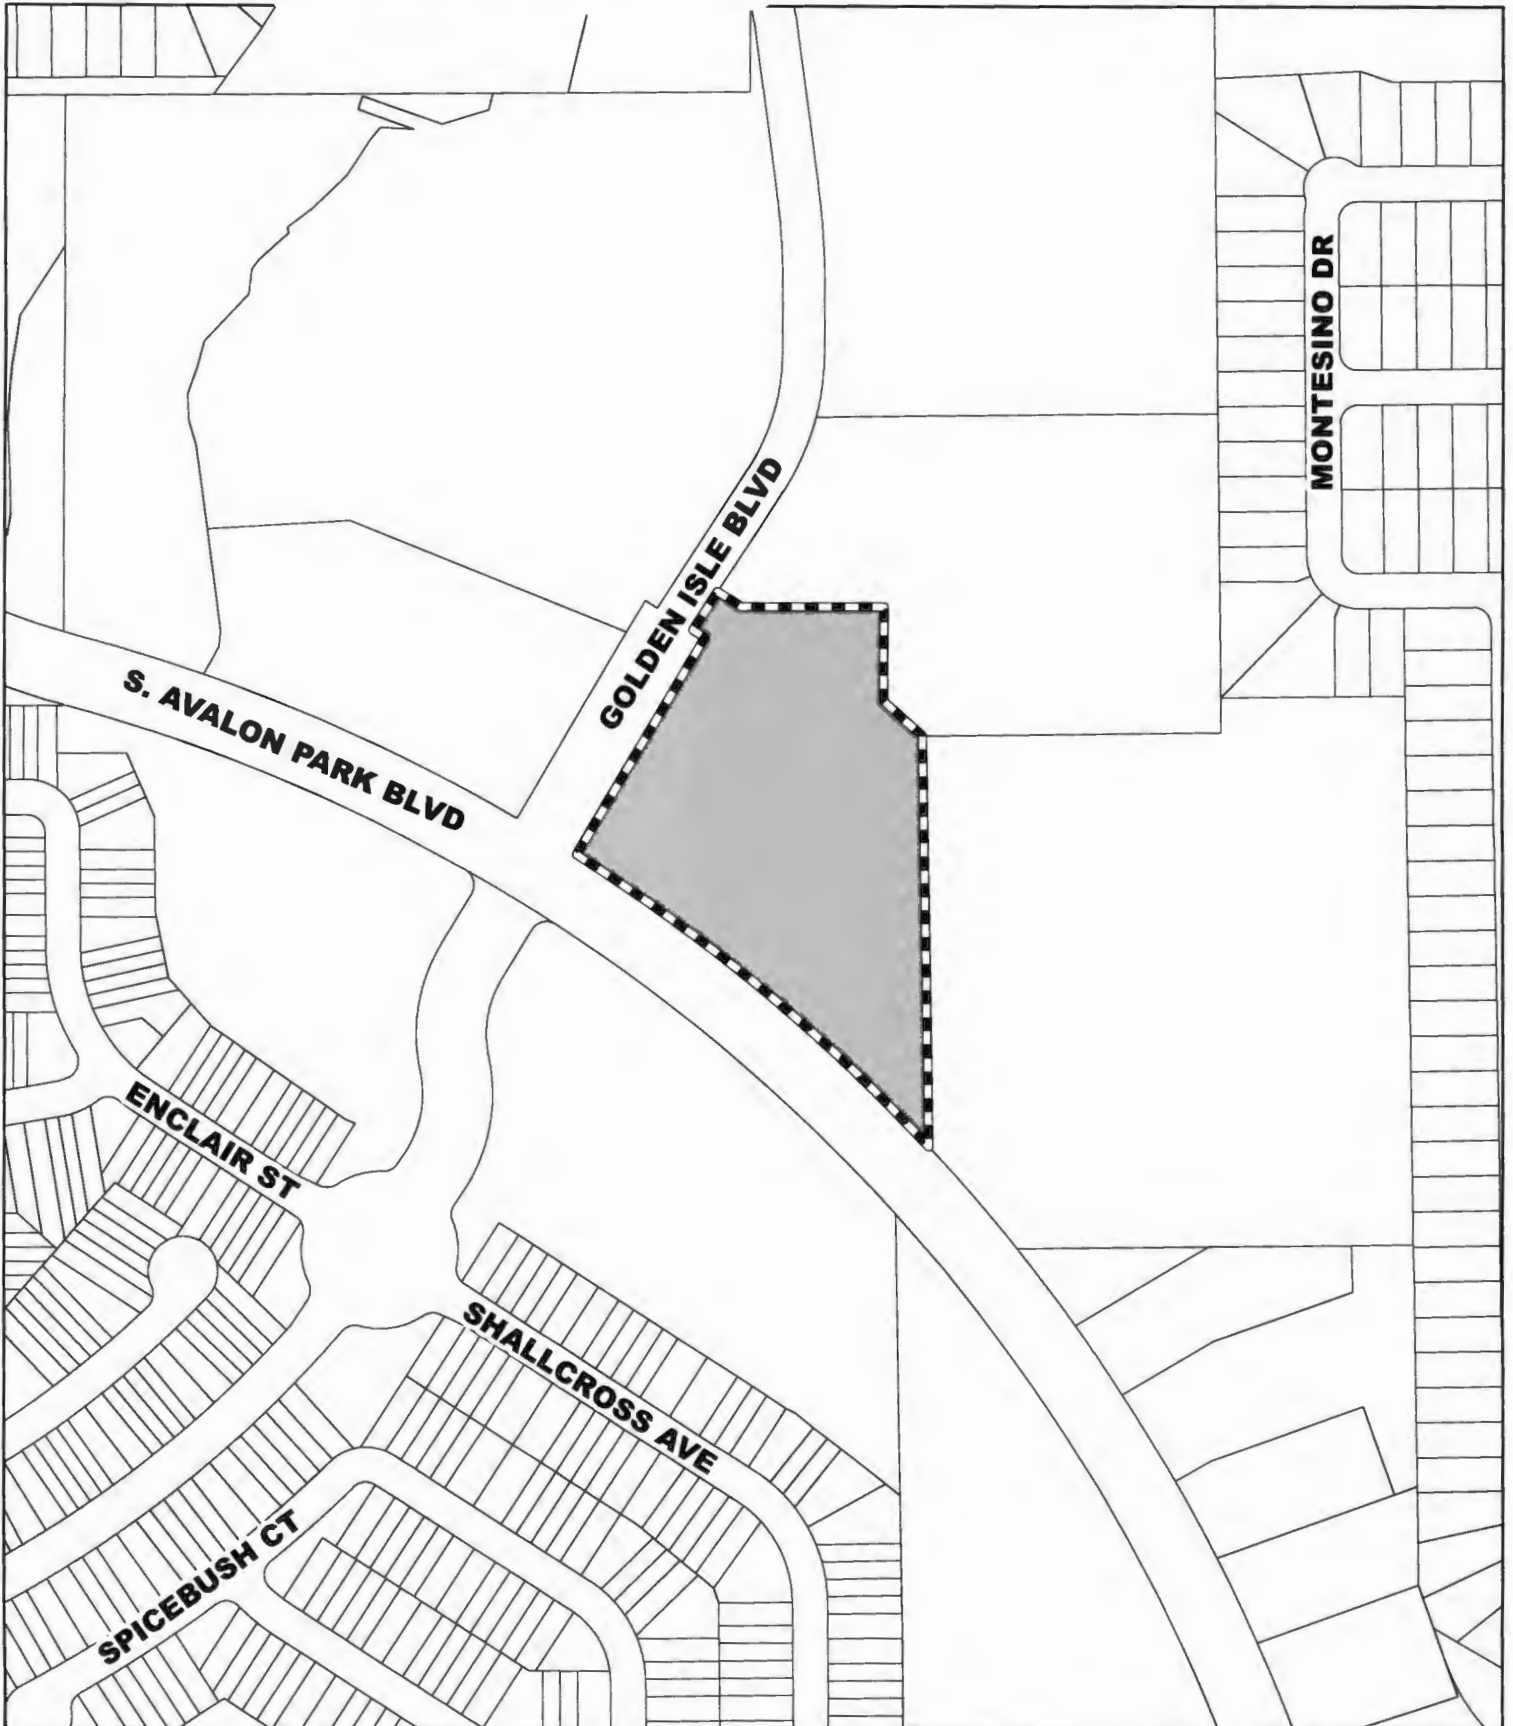 MONTESINO DR
GOLDEN ISLE BLVD
S. AVALON PARK BLVD
ENCLAIR ST
SHALLCROSS AVE
SPICEBUSH CT